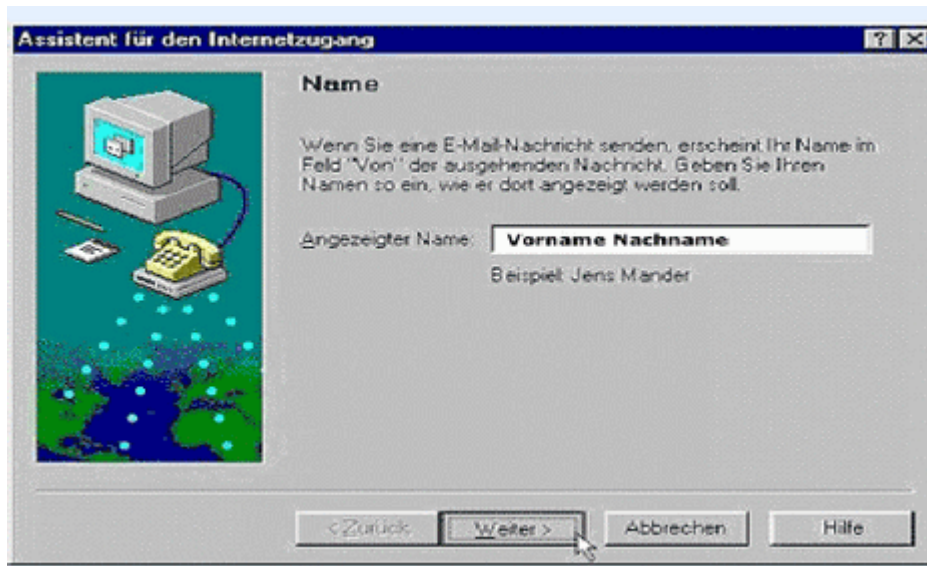 Assistent für den Internetzugang
Name
Wenn Sie eine E-Mail-Nachricht senden, erscheint Ihr Name im
Feld "Von" der ausgehenden Nachricht. Geben Sie Ihren
Namen so ein, wie er dort angezeigt werden soll.
Angezeigter Name: Vorname Nachname
Beispiel: Jens Mander
< Zurück Weiter > Abbrechen Hilfe